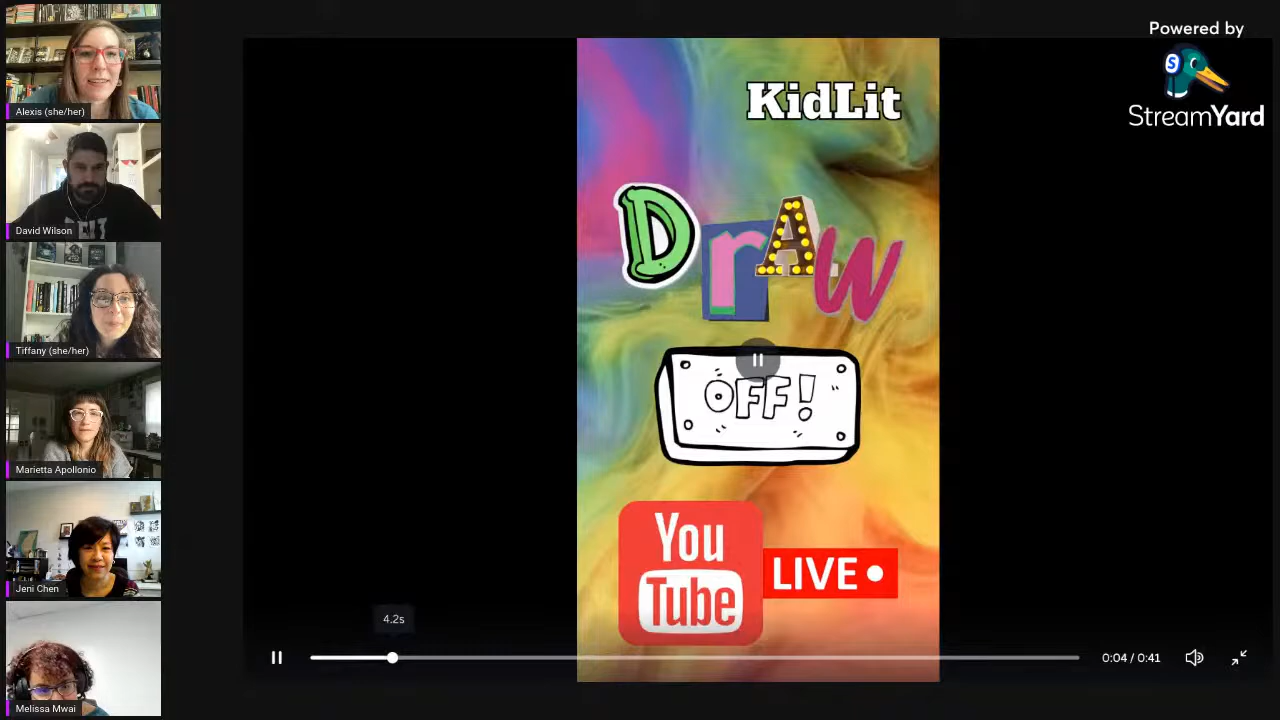 Alexis (she/her)
David Wilson
Tiffany (she/her)
Marietta Apollonio
Jeni Chen
Melissa Mwai
KidLit
DrAW
OFF!
You
Tube
LIVE
4.2s
0:04 / 0:41
Powered by
S
StreamYard